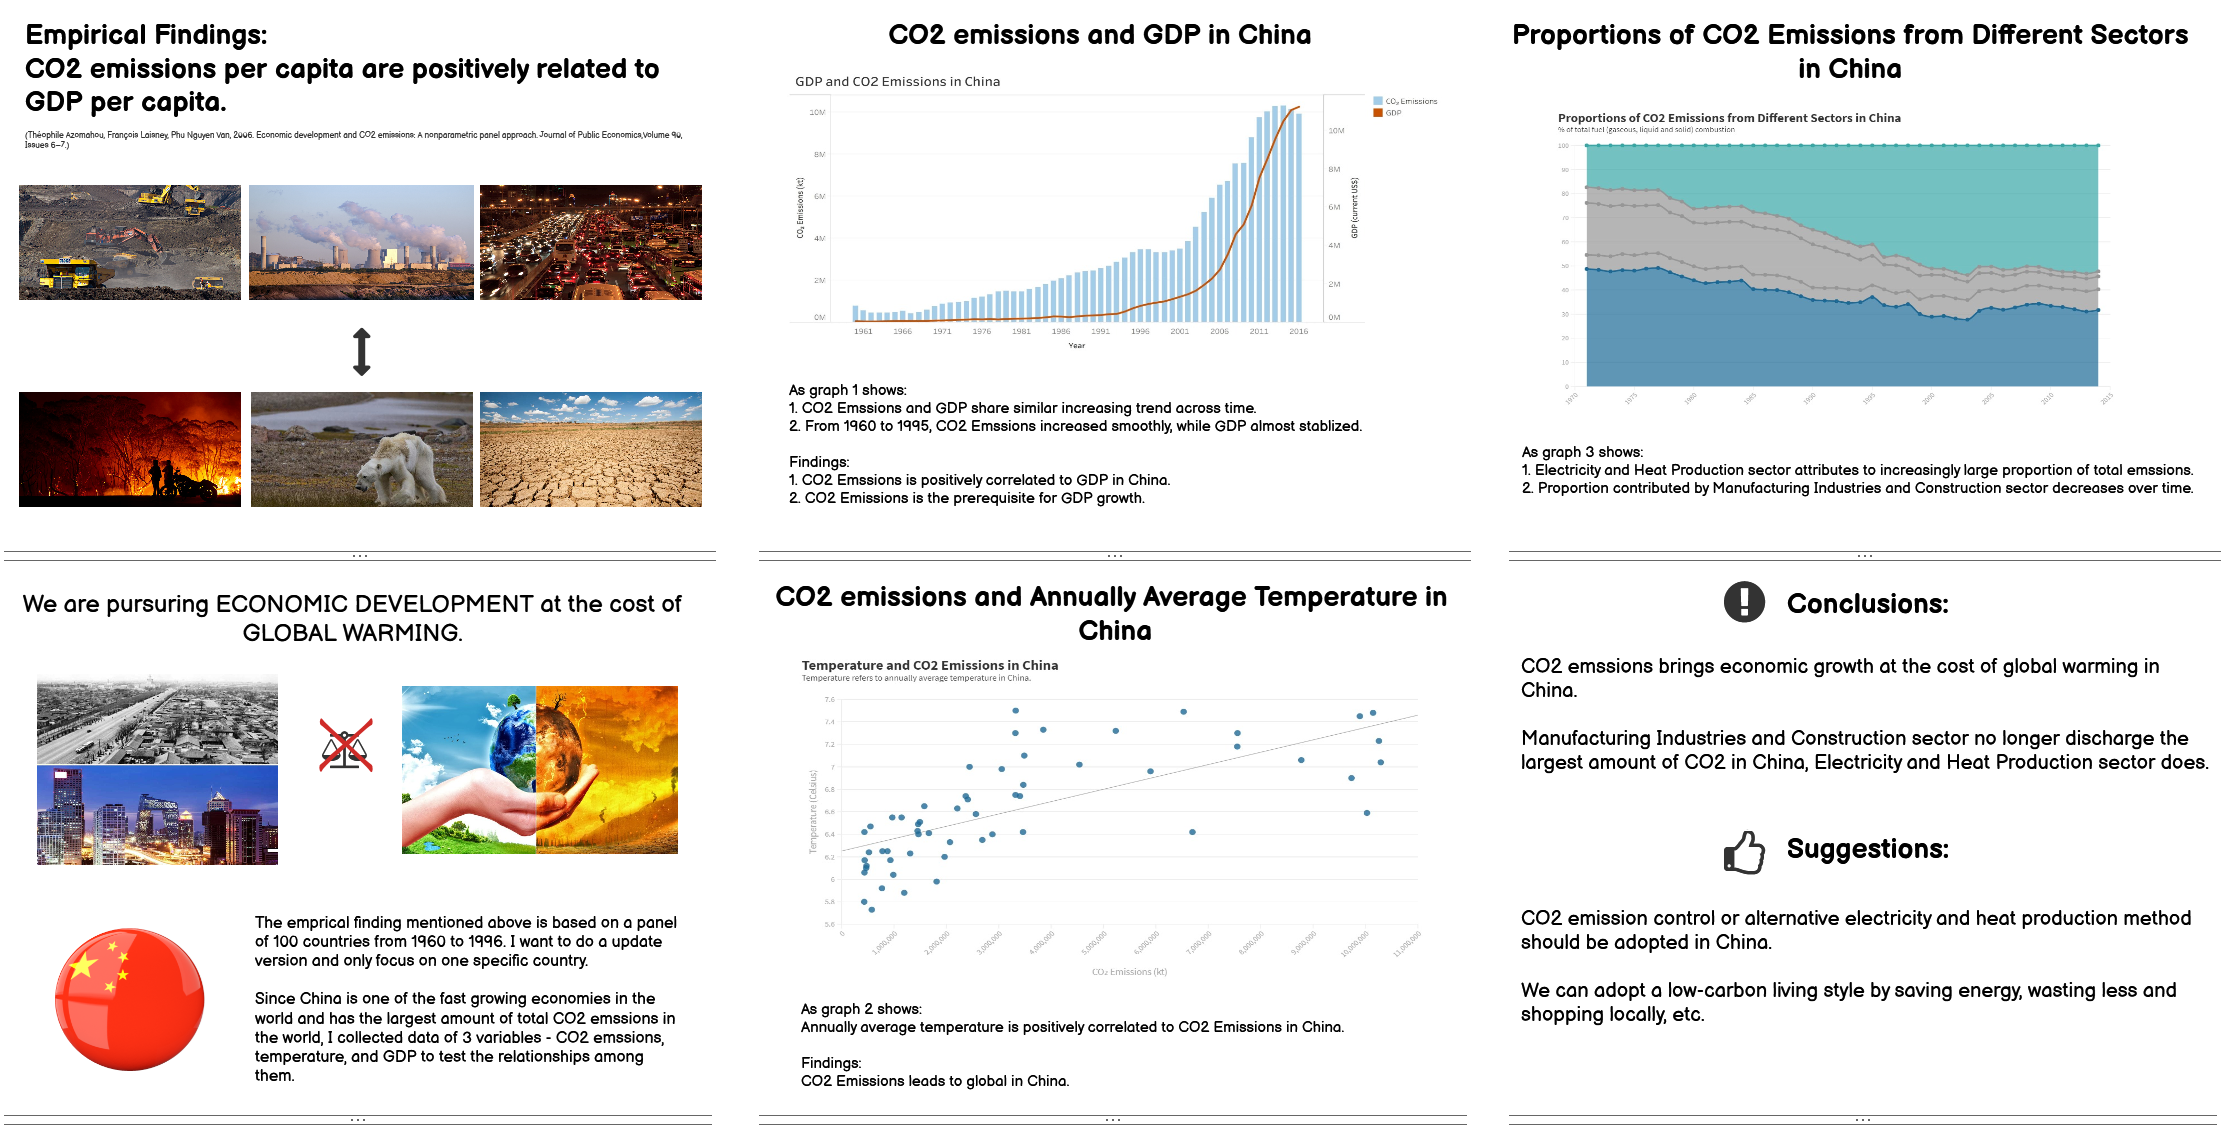 Empirical Findings:
CO2 emissions per capita are positively related to
GDP per capita.
(Théophile Azomahou, François Laisney, Phu Nguyen Van, 2006. Economic development and CO2 emissions: A nonparametric panel approach. Journal of Public Economics,Volume 90,
Issues 6–7.)
CO2 emissions and GDP in China
GDP and CO2 Emissions in China
CO₂ Emissions
GDP
10M
8M
6M
4M
2M
0M
CO₂ Emissions (kt)
10M
8M
6M
4M
2M
0M
GDP (current US$)
1961 1966 1971 1976 1981 1986 1991 1996 2001 2006 2011 2016
Year
As graph 1 shows:
1. CO2 Emssions and GDP share similar increasing trend across time.
2. From 1960 to 1995, CO2 Emssions increased smoothly, while GDP almost stablized.
Findings:
1. CO2 Emssions is positively correlated to GDP in China.
2. CO2 Emissions is the prerequisite for GDP growth.
Proportions of CO2 Emissions from Different Sectors
in China
Proportions of CO2 Emissions from Different Sectors in China
% of total fuel (gaseous, liquid and solid) combustion
100
90
80
70
60
50
40
30
20
10
0
1970 1975 1980 1985 1990 1995 2000 2005 2010 2015
As graph 3 shows:
1. Electricity and Heat Production sector attributes to increasingly large proportion of total emssions.
2. Proportion contributed by Manufacturing Industries and Construction sector decreases over time.
We are pursuring ECONOMIC DEVELOPMENT at the cost of
GLOBAL WARMING.
The emprical finding mentioned above is based on a panel
of 100 countries from 1960 to 1996. I want to do a update
version and only focus on one specific country.
Since China is one of the fast growing economies in the
world and has the largest amount of total CO2 emssions in
the world, I collected data of 3 variables - CO2 emssions,
temperature, and GDP to test the relationships among
them.
CO2 emissions and Annually Average Temperature in
China
Temperature and CO2 Emissions in China
Temperature refers to annually average temperature in China.
7.6
7.4
7.2
7
6.8
6.6
6.4
6.2
6
5.8
5.6
Temperature (Celsius)
0 1,000,000 2,000,000 3,000,000 4,000,000 5,000,000 6,000,000 7,000,000 8,000,000 9,000,000 10,000,000 11,000,000
CO₂ Emissions (kt)
As graph 2 shows:
Annually average temperature is positively correlated to CO2 Emissions in China.
Findings:
CO2 Emissions leads to global in China.
Conclusions:
CO2 emssions brings economic growth at the cost of global warming in
China.
Manufacturing Industries and Construction sector no longer discharge the
largest amount of CO2 in China, Electricity and Heat Production sector does.
Suggestions:
CO2 emission control or alternative electricity and heat production method
should be adopted in China.
We can adopt a low-carbon living style by saving energy, wasting less and
shopping locally, etc.